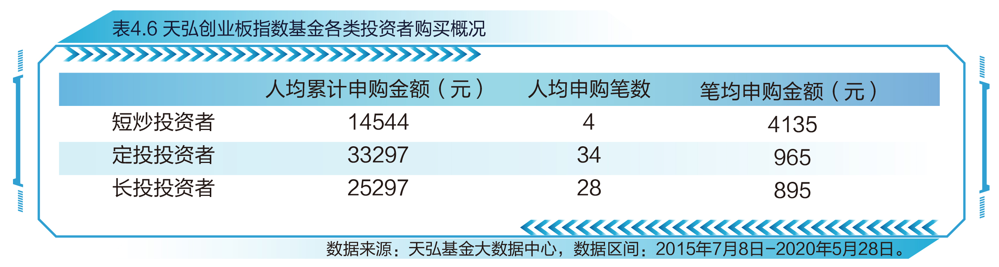 表4.6 天弘创业板指数基金各类投资者购买概况
人均累计申购金额（元） 人均申购笔数 笔均申购金额（元）
短炒投资者 14544 4 4135
定投投资者 33297 34 965
长投投资者 25297 28 895
数据来源：天弘基金大数据中心，数据区间：2015年7月8日-2020年5月28日。